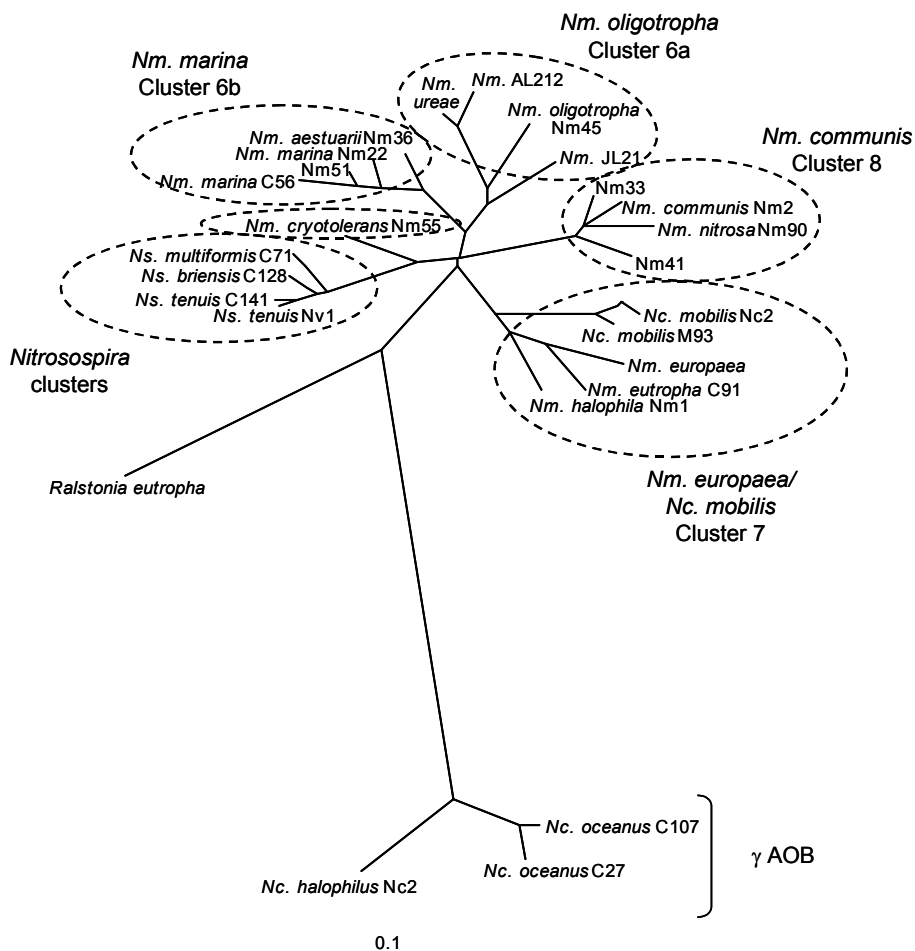 Nm. oligotropha
Cluster 6a
Nm. marina
Cluster 6b
Nm.
ureae
Nm. AL212
Nm. oligotropha
Nm45
Nm. JL21
Nm. aestuarii Nm36
Nm. marina Nm22
Nm51
Nm. marina C56
Nm. communis
Cluster 8
Nm33
Nm. communis Nm2
Nm. nitrosa Nm90
Nm41
Nm. cryotolerans Nm55
Ns. multiformis C71
Ns. briensis C128
Ns. tenuis C141
Ns. tenuis Nv1
Nitrosospira
clusters
Nc. mobilis Nc2
Nc. mobilis M93
Nm. europaea
Nm. eutropha C91
Nm. halophila Nm1
Nm. europaea/
Nc. mobilis
Cluster 7
Ralstonia eutropha
Nc. oceanus C107
Nc. oceanus C27
Nc. halophilus Nc2
γ AOB
0.1